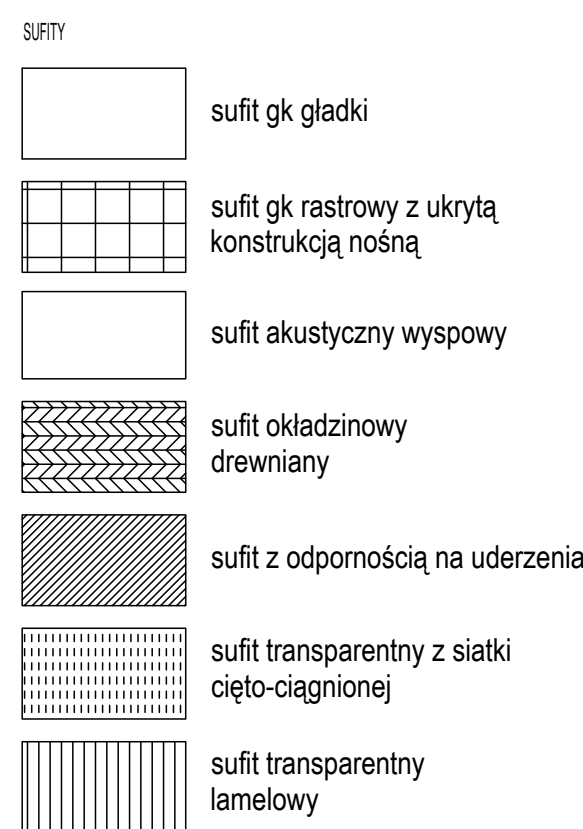 SUFITY
sufit gk gładki
sufit gk rastrowy z ukrytą
konstrukcją nośną
sufit akustyczny wyspowy
sufit okładzinowy
drewniany
sufit z odpornością na uderzenia
sufit transparentny z siatki
cięto-ciągnionej
sufit transparentny
lamelowy